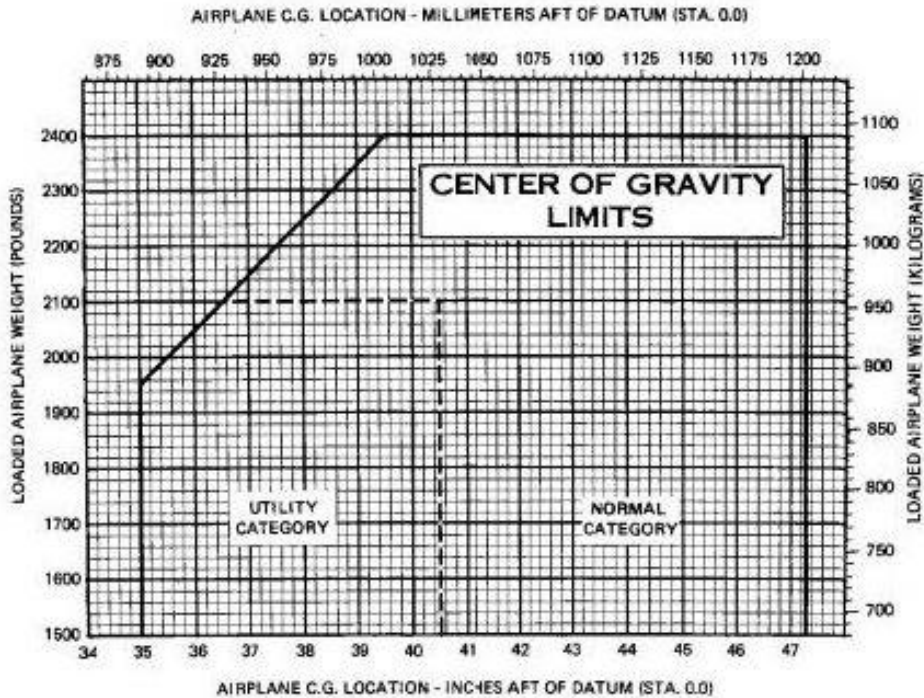 AIRPLANE C.G. LOCATION - MILLIMETERS AFT OF DATUM (STA. 0.0)
875 900 925 950 975 1000 1025 1050 1075 1100 1125 1150 1175 1200
LOADED AIRPLANE WEIGHT (POUNDS)
2400
2300
2200
2100
2000
1900
1800
1700
1600
1500
CENTER OF GRAVITY
LIMITS
UTILITY
CATEGORY
NORMAL
CATEGORY
1100
1050
1000
950
900
850
800
750
700
LOADED AIRPLANE WEIGHT (KILOGRAMS)
34 35 36 37 38 39 40 41 42 43 44 45 46 47
AIRPLANE C.G. LOCATION - INCHES AFT OF DATUM (STA. 0.0)